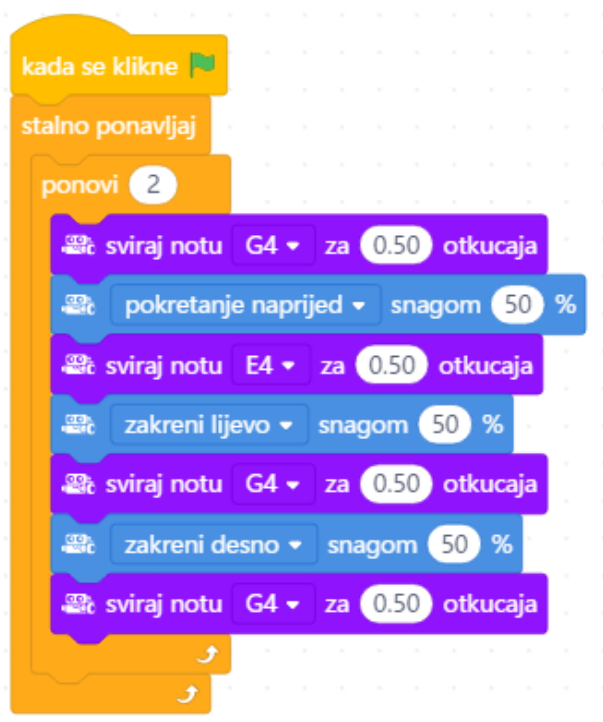 kada se klikne
stalno ponavljaj
ponovi 2
sviraj notu G4 za 0.50 otkucaja
pokretanje naprijed snagom 50 %
sviraj notu E4 za 0.50 otkucaja
zakreni lijevo snagom 50 %
sviraj notu G4 za 0.50 otkucaja
zakreni desno snagom 50 %
sviraj notu G4 za 0.50 otkucaja